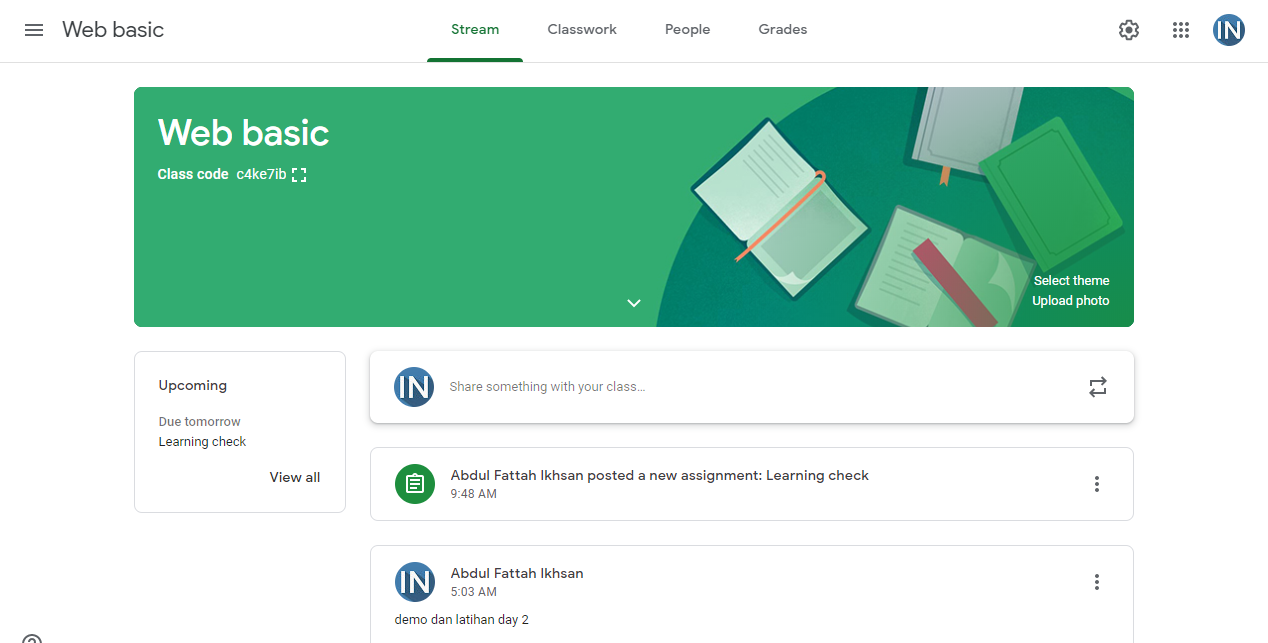 Web basic
Stream Classwork People Grades
IN
Web basic
Class code c4ke7ib
Select theme
Upload photo
Upcoming
Due tomorrow
Learning check
View all
IN
Share something with your class...
Abdul Fattah Ikhsan posted a new assignment: Learning check
9:48 AM
IN
Abdul Fattah Ikhsan
5:03 AM
demo dan latihan day 2